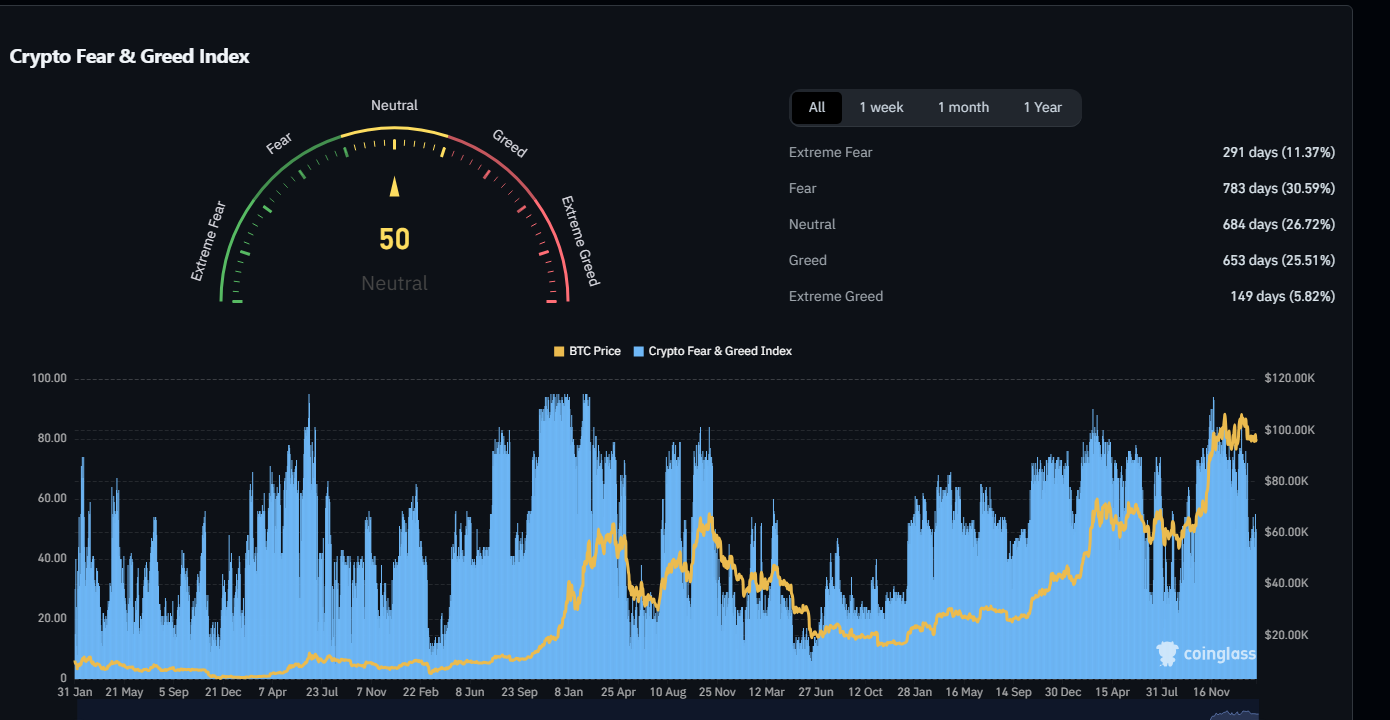 Crypto Fear & Greed Index
Extreme Fear
Fear
Neutral
Greed
Extreme Greed
50
Neutral
All 1 week 1 month 1 Year
Extreme Fear 291 days (11.37%)
Fear 783 days (30.59%)
Neutral 684 days (26.72%)
Greed 653 days (25.51%)
Extreme Greed 149 days (5.82%)
BTC Price Crypto Fear & Greed Index
100.00
80.00
60.00
40.00
20.00
0
$120.00K
$100.00K
$80.00K
$60.00K
$40.00K
$20.00K
coinglass
31 Jan 21 May 5 Sep 21 Dec 7 Apr 23 Jul 7 Nov 22 Feb 8 Jun 23 Sep 8 Jan 25 Apr 10 Aug 25 Nov 12 Mar 27 Jun 12 Oct 28 Jan 16 May 14 Sep 30 Dec 15 Apr 31 Jul 16 Nov